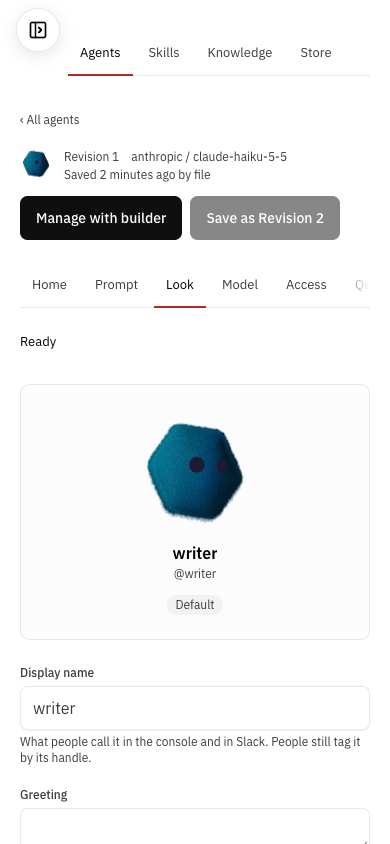 Agents Skills Knowledge Store
‹ All agents
Revision 1 anthropic / claude-haiku-5-5
Saved 2 minutes ago by file
Manage with builder Save as Revision 2
Home Prompt Look Model Access
Ready
writer
@writer
Default
Display name
writer
What people call it in the console and in Slack. People still tag it
by its handle.
Greeting